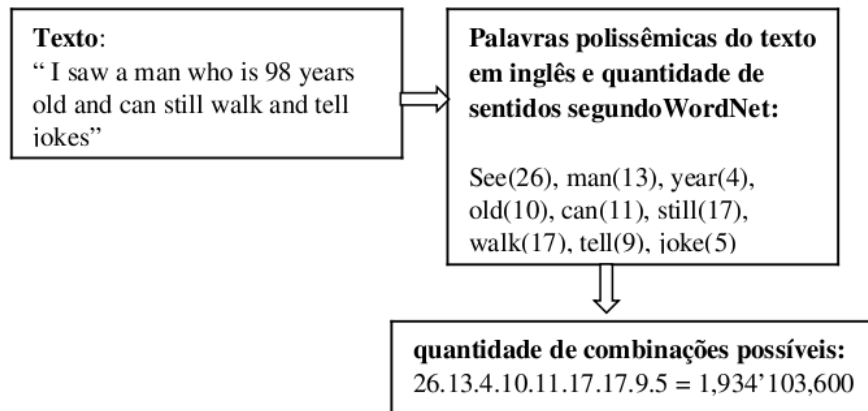 Texto:
“ I saw a man who is 98 years
old and can still walk and tell
jokes”
Palavras polissêmicas do texto
em inglês e quantidade de
sentidos segundoWordNet:
See(26), man(13), year(4),
old(10), can(11), still(17),
walk(17), tell(9), joke(5)
quantidade de combinações possíveis:
26.13.4.10.11.17.17.9.5 = 1,934’103,600